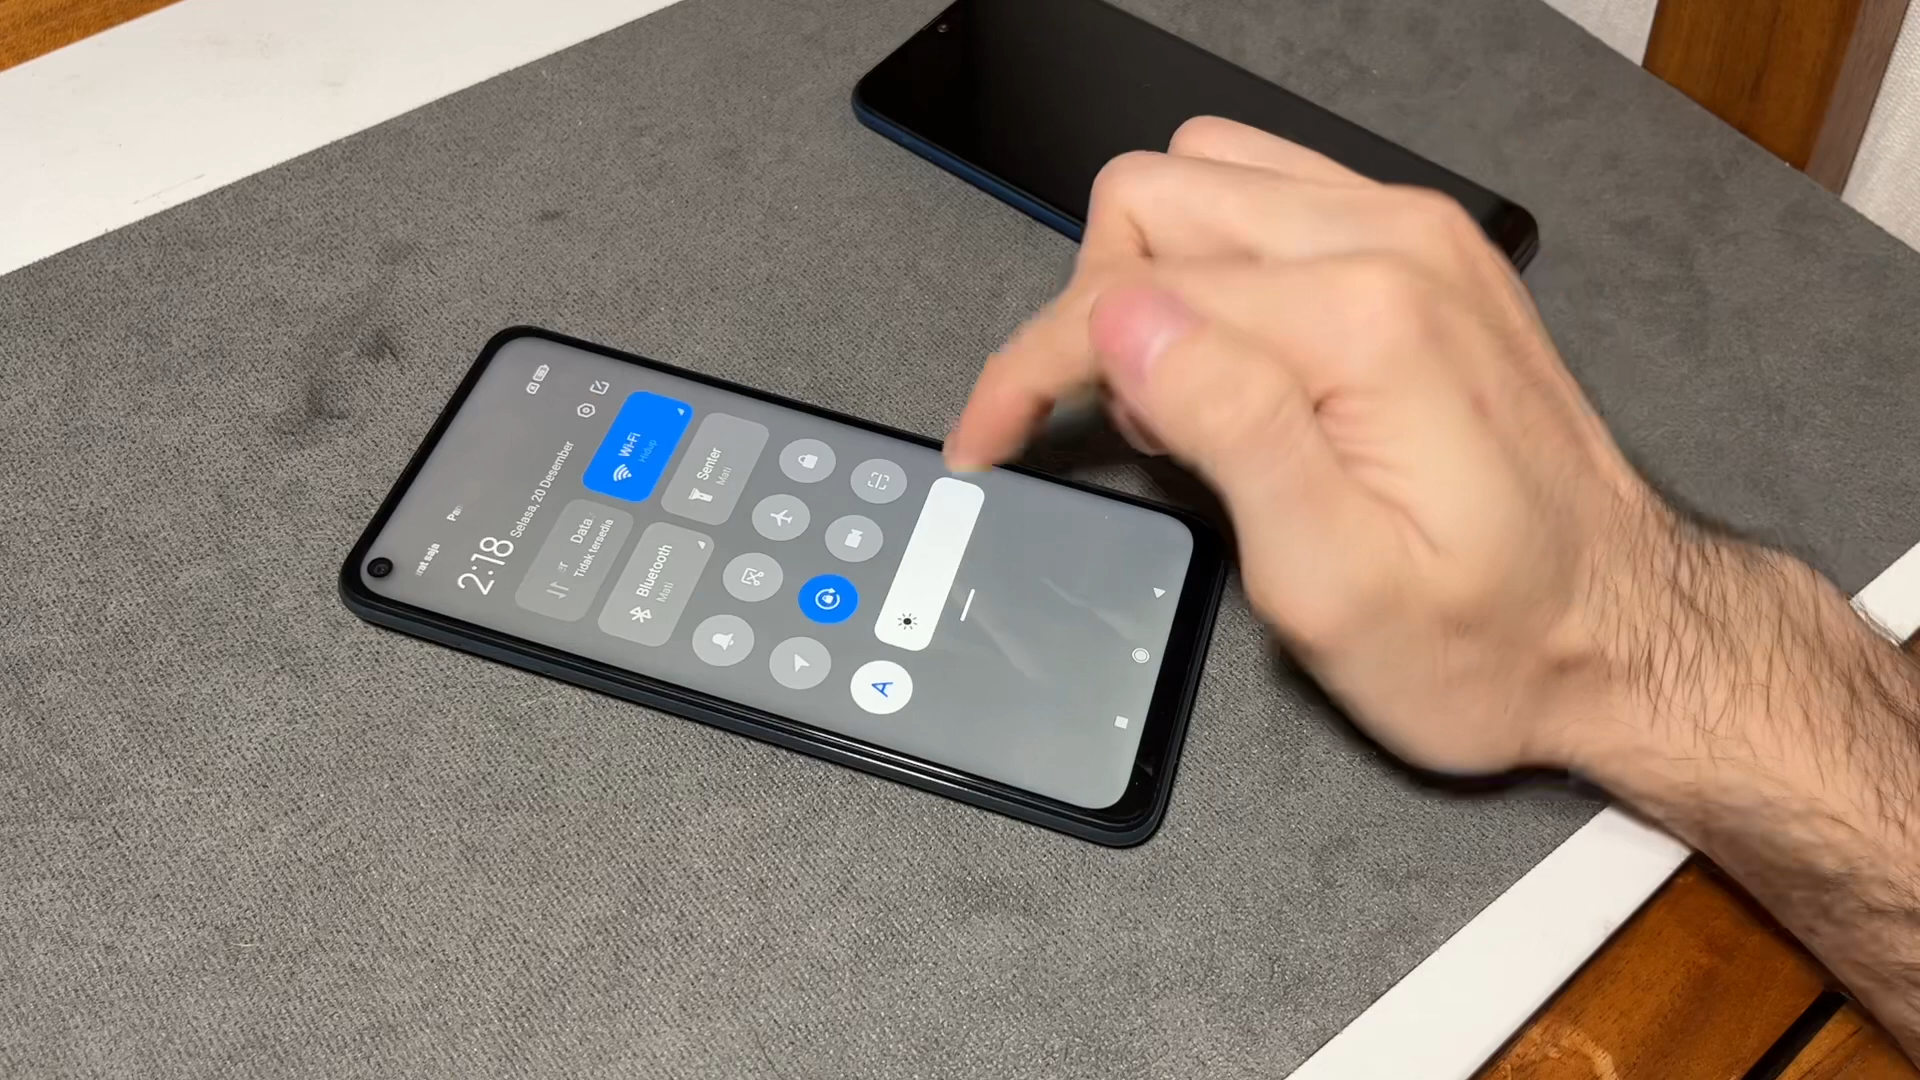 2:18 Selasa, 20 Desember
Data
Tidak tersedia
Wi-Fi
Hidup
Bluetooth
Mati
Senter
Mati
A